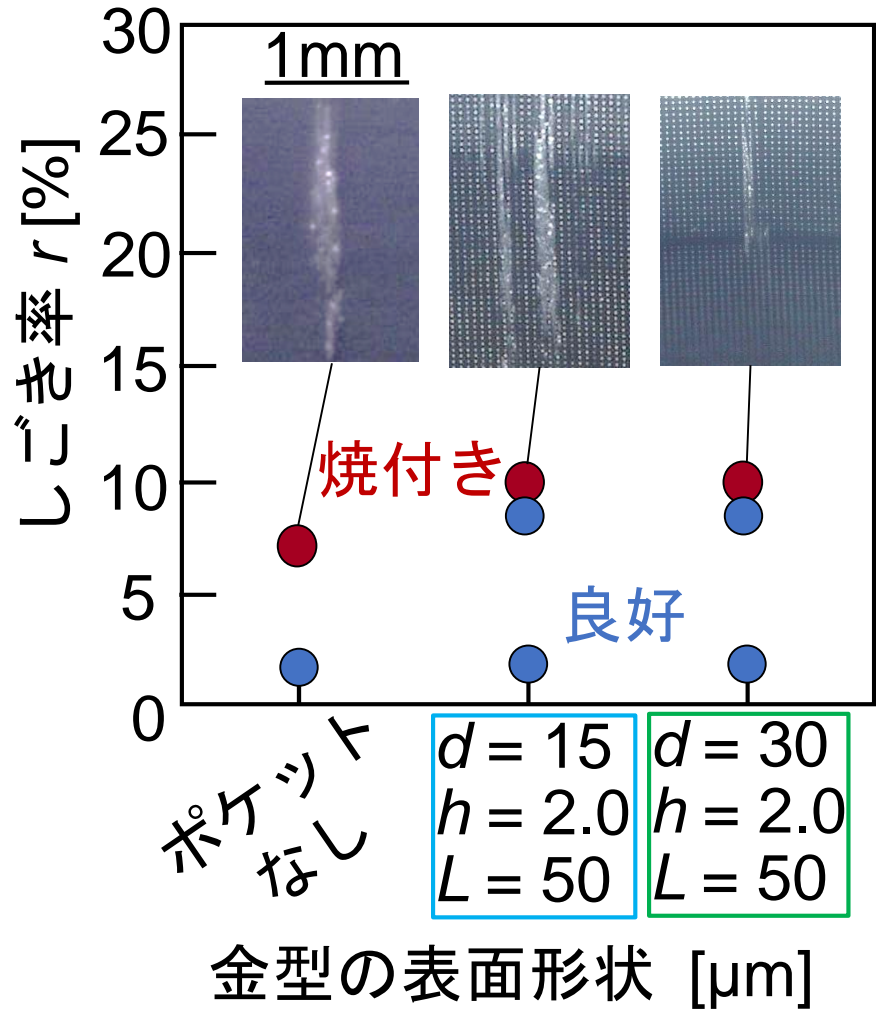 しごき率 r [%]
30
25
20
15
10
5
0
1mm
焼付き
良好
ポケット
なし
d = 15
h = 2.0
L = 50
d = 30
h = 2.0
L = 50
金型の表面形状 [µm]